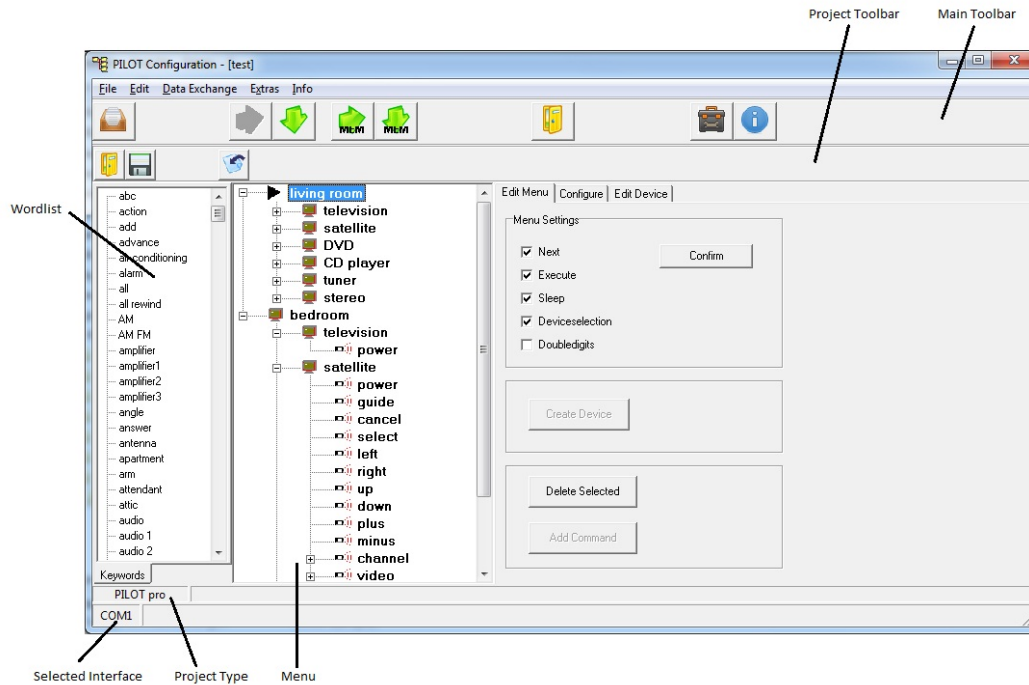 Project Toolbar
Main Toolbar
PILOT Configuration - [test]
File Edit Data Exchange Extras Info
MEM
MEM
Wordlist
abc
action
add
advance
air conditioning
alarm
all
all rewind
AM
AM FM
amplifier
amplifier1
amplifier2
amplifier3
angle
answer
antenna
apartment
arm
attendant
attic
audio
audio 1
audio 2
Keywords
living room
television
satellite
DVD
CD player
tuner
stereo
bedroom
television
power
satellite
power
guide
cancel
select
left
right
up
down
plus
minus
channel
video
Edit Menu Configure Edit Device
Menu Settings
Next
Confirm
Execute
Sleep
Deviceselection
Doubledigits
Create Device
Delete Selected
Add Command
PILOT pro
COM1
Selected Interface
Project Type
Menu